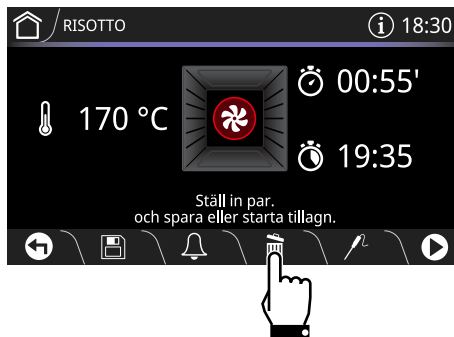 RISOTTO
18:30
170 °C
00:55'
19:35
Ställ in par.
och spara eller starta tillagn.